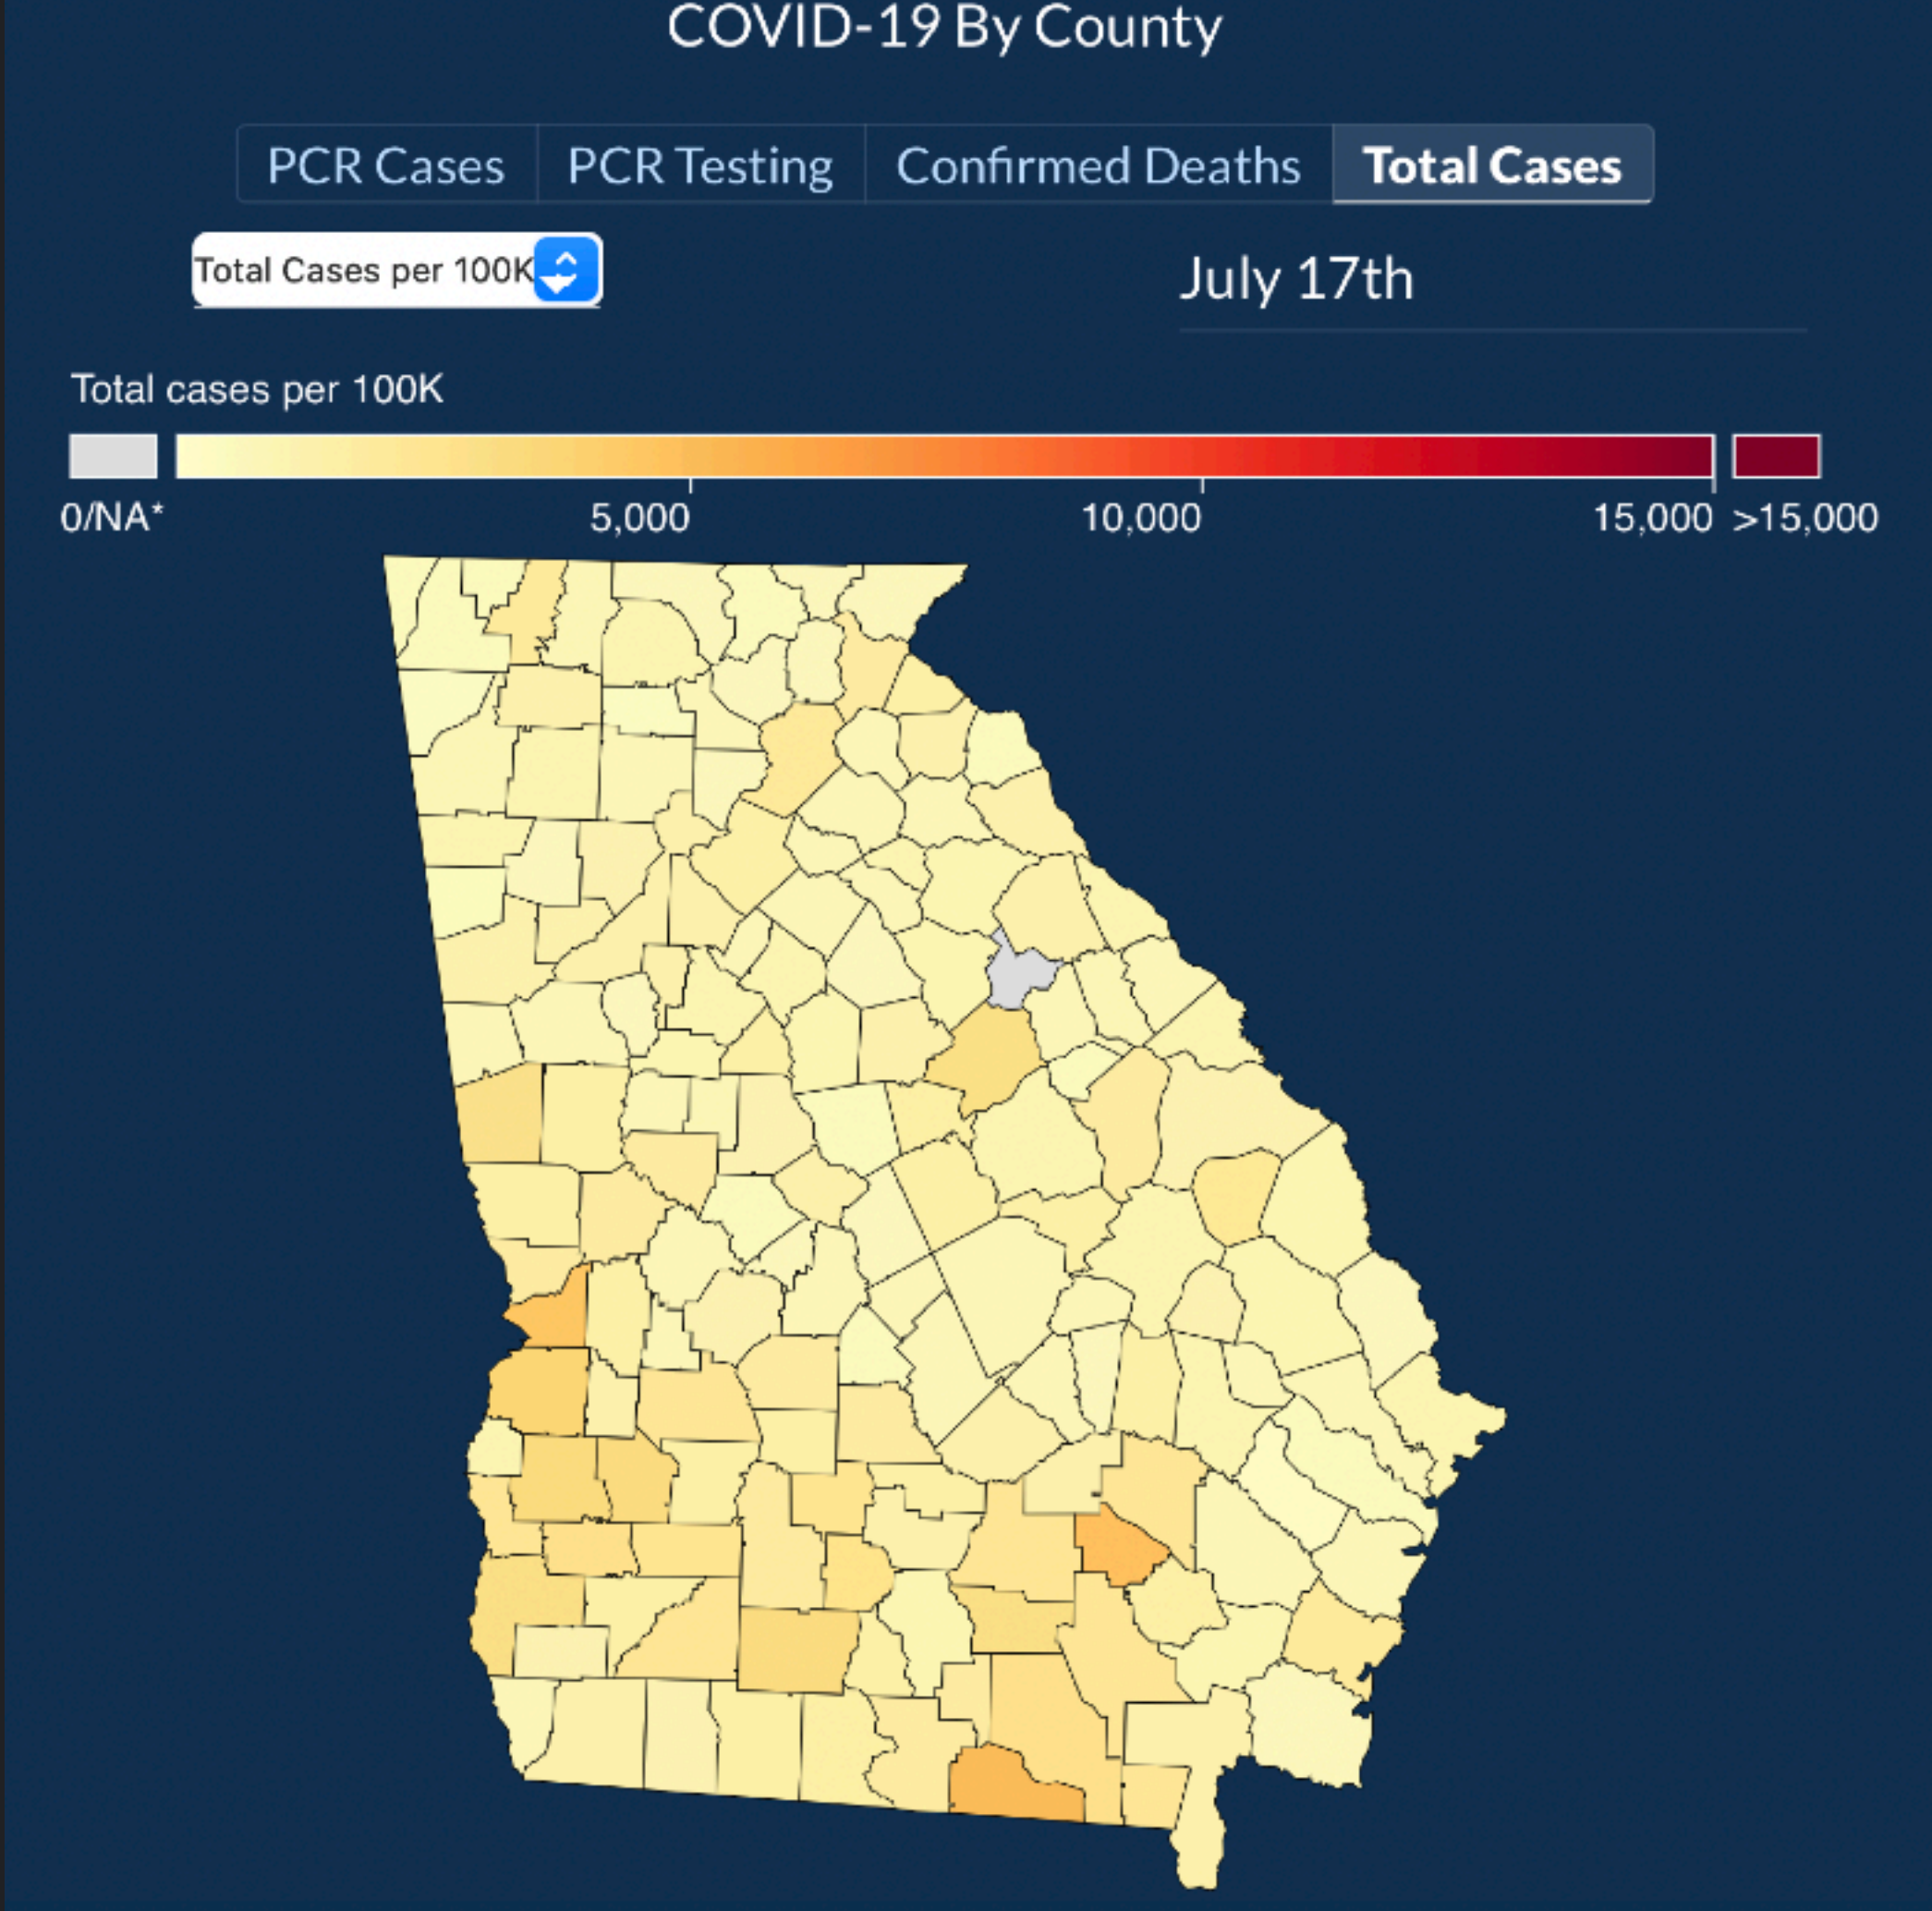 COVID-19 By County
PCR Cases PCR Testing Confirmed Deaths Total Cases
Total Cases per 100K July 17th
Total cases per 100K
0/NA* 5,000 10,000 15,000 >15,000